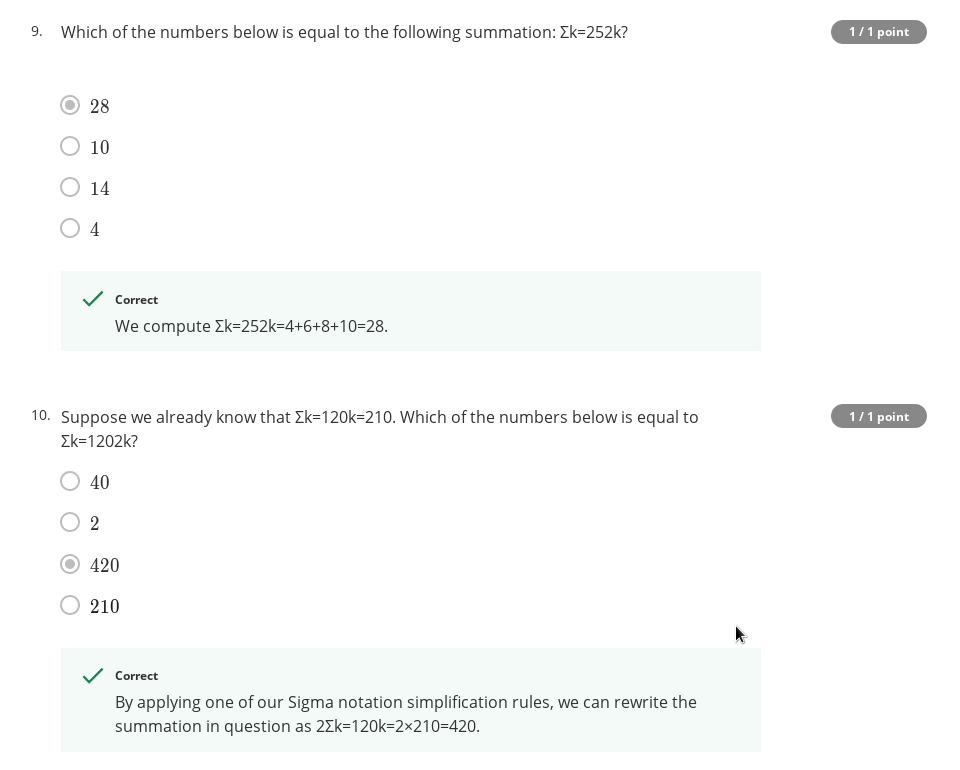 9. Which of the numbers below is equal to the following summation: Σk=252k? 1 / 1 point
28
10
14
4
Correct
We compute Σk=252k=4+6+8+10=28.
10. Suppose we already know that Σk=120k=210. Which of the numbers below is equal to 1 / 1 point
Σk=1202k?
40
2
420
210
Correct
By applying one of our Sigma notation simplification rules, we can rewrite the
summation in question as 2Σk=120k=2×210=420.